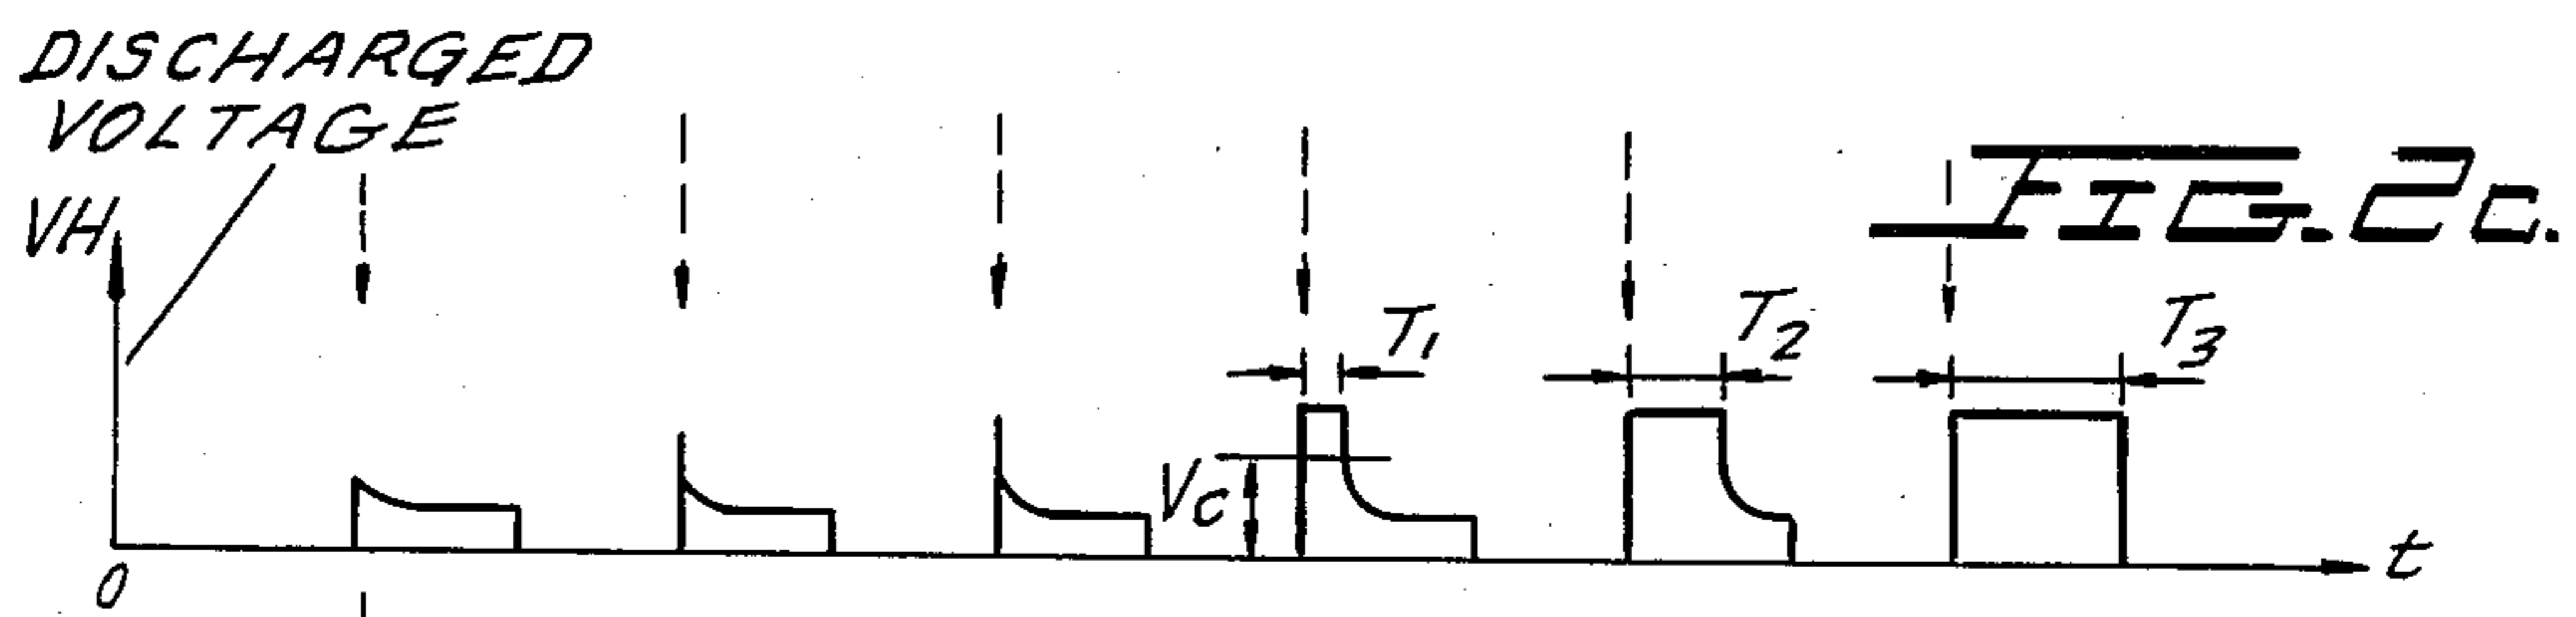 DISCHARGED
VOLTAGE
VH
FIG. 2c.
T1
T2
T3
Vc
0
t